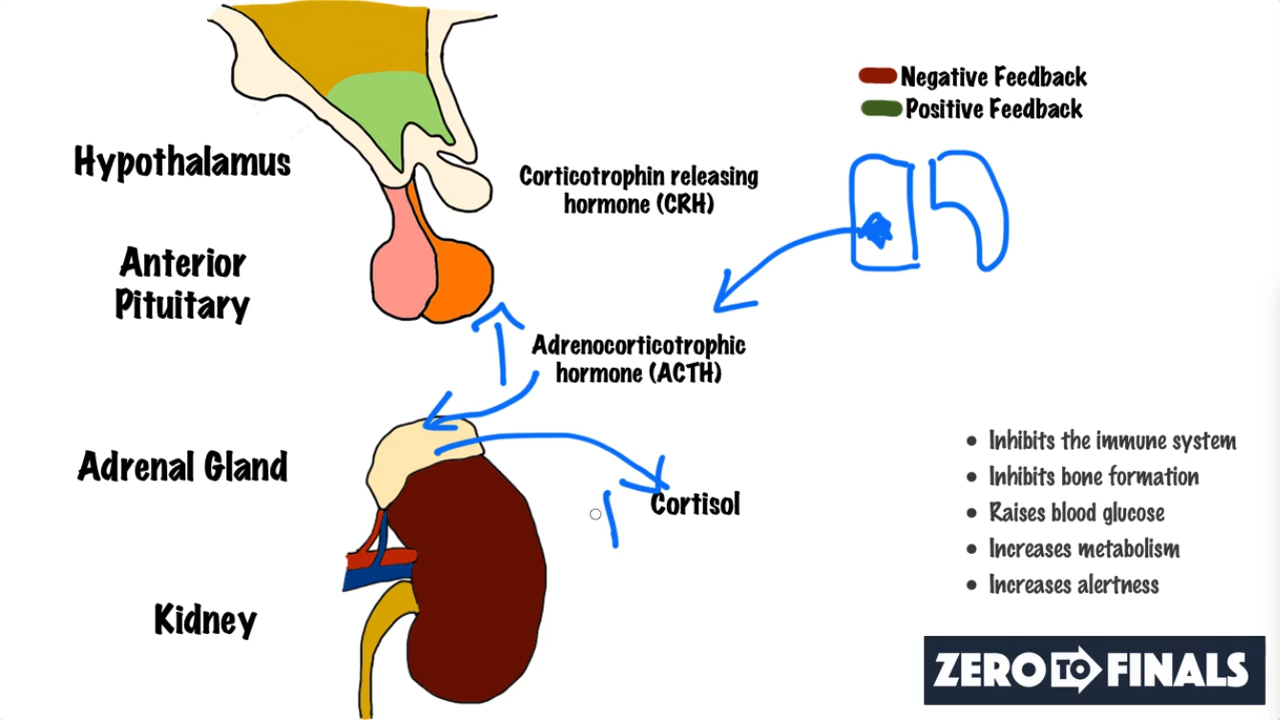 Negative Feedback
Positive Feedback
Hypothalamus
Corticotrophin releasing
hormone (CRH)
Anterior
Pituitary
Adrenocorticotrophic
hormone (ACTH)
Adrenal Gland
Cortisol
Kidney
• Inhibits the immune system
• Inhibits bone formation
• Raises blood glucose
• Increases metabolism
• Increases alertness
ZERO TO FINALS